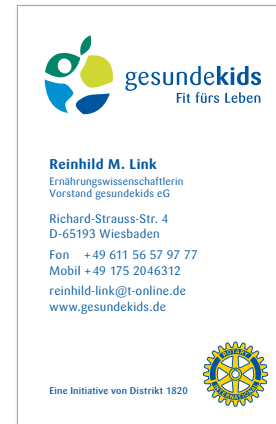 gesundekids
Fit fürs Leben
Reinhild M. Link
Ernährungswissenschaftlerin
Vorstand gesundekids eG
Richard-Strauss-Str. 4
D-65193 Wiesbaden
Fon +49 611 56 57 97 77
Mobil +49 175 2046312
reinhild-link@t-online.de
www.gesundekids.de
ROTARY
INTERNATIONAL
Eine Initiative von Distrikt 1820